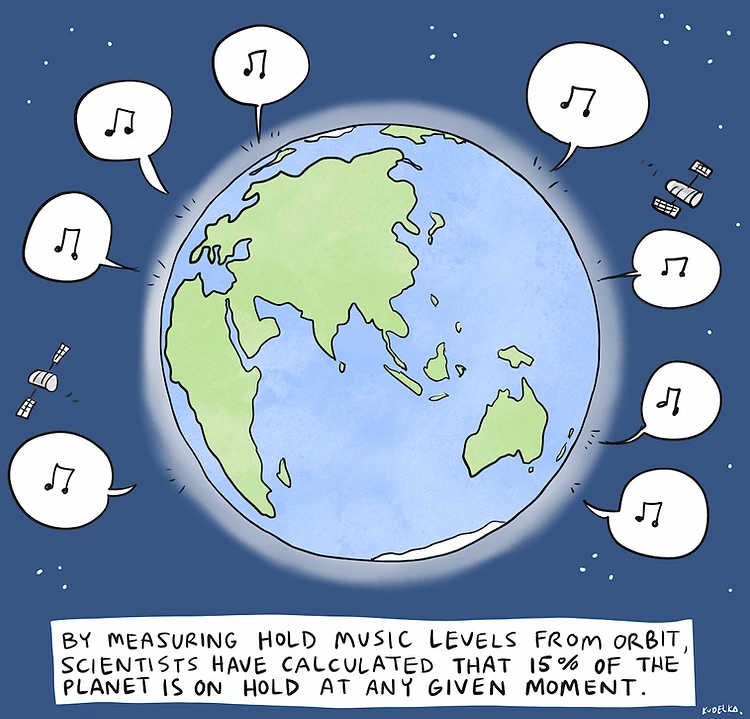 BY MEASURING HOLD MUSIC LEVELS FROM ORBIT,
SCIENTISTS HAVE CALCULATED THAT 15% OF THE
PLANET IS ON HOLD AT ANY GIVEN MOMENT.
KUDELKA.